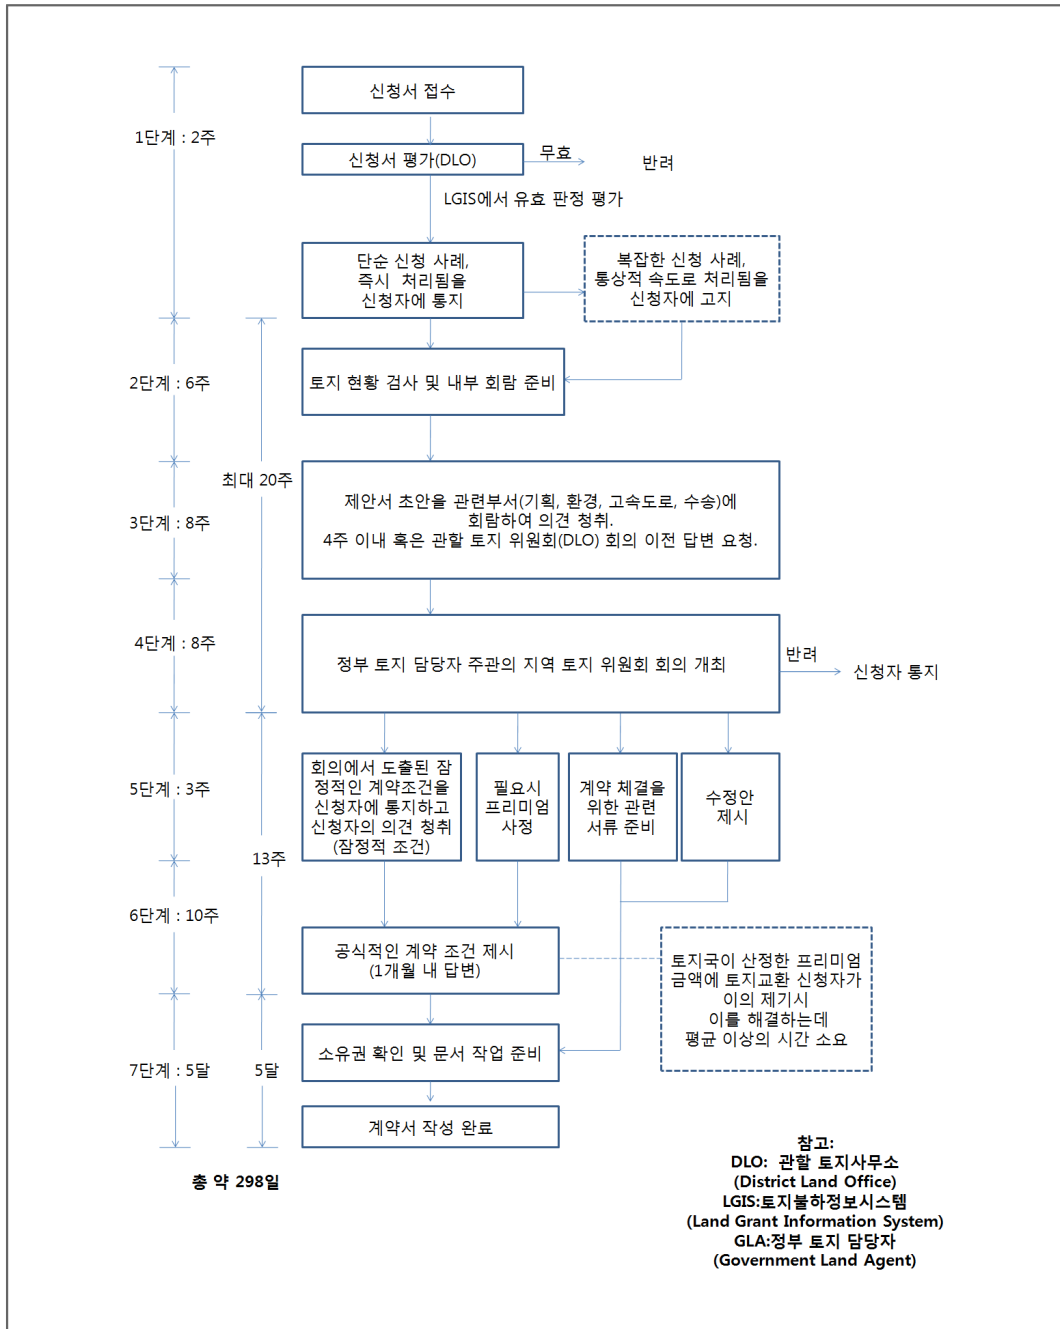 신청서 접수
1단계 : 2주
신청서 평가(DLO)
무효
반려
LGIS에서 유효 판정 평가
단순 신청 사례,
즉시 처리됨을
신청자에 통지
복잡한 신청 사례,
통상적 속도로 처리됨을
신청자에 고지
2단계 : 6주
토지 현황 검사 및 내부 회람 준비
최대 20주
3단계 : 8주
제안서 초안을 관련부서(기획, 환경, 고속도로, 수송)에
회람하여 의견 청취.
4주 이내 혹은 관할 토지 위원회(DLO) 회의 이전 답변 요청.
4단계 : 8주
정부 토지 담당자 주관의 지역 토지 위원회 회의 개최
반려
신청자 통지
5단계 : 3주
회의에서 도출된 잠
정적인 계약조건을
신청자에 통지하고
신청자의 의견 청취
(잠정적 조건)
필요시
프리미엄
사정
계약 체결을
위한 관련
서류 준비
수정안
제시
13주
6단계 : 10주
공식적인 계약 조건 제시
(1개월 내 답변)
토지국이 산정한 프리미엄
금액에 토지교환 신청자가
이의 제기시
이를 해결하는데
평균 이상의 시간 소요
7단계 : 5달
5달
소유권 확인 및 문서 작업 준비
계약서 작성 완료
총 약 298일
참고:
DLO: 관할 토지사무소
(District Land Office)
LGIS:토지불하정보시스템
(Land Grant Information System)
GLA:정부 토지 담당자
(Government Land Agent)